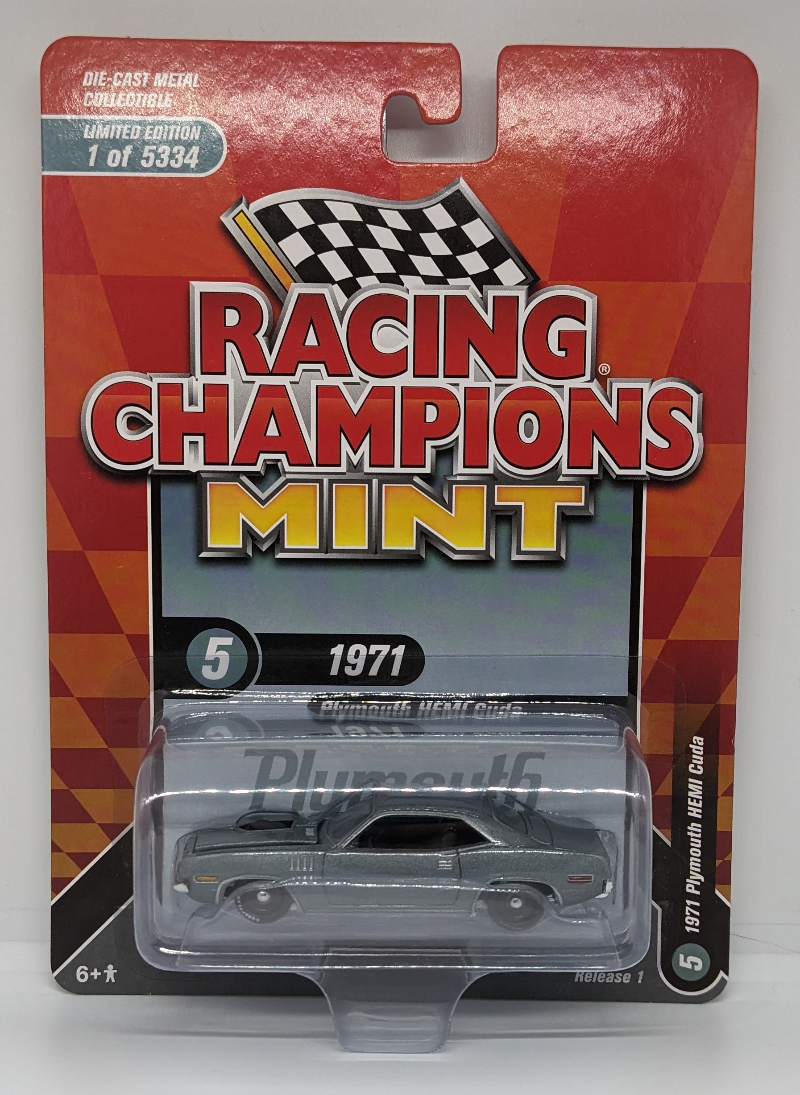 DIE-CAST METAL
COLLECTIBLE
LIMITED EDITION
1 of 5334
RACING
CHAMPIONS®
MINT
5 1971
Plymouth HEMI Cuda
Plymouth
6+
Release 1
5 1971 Plymouth HEMI Cuda